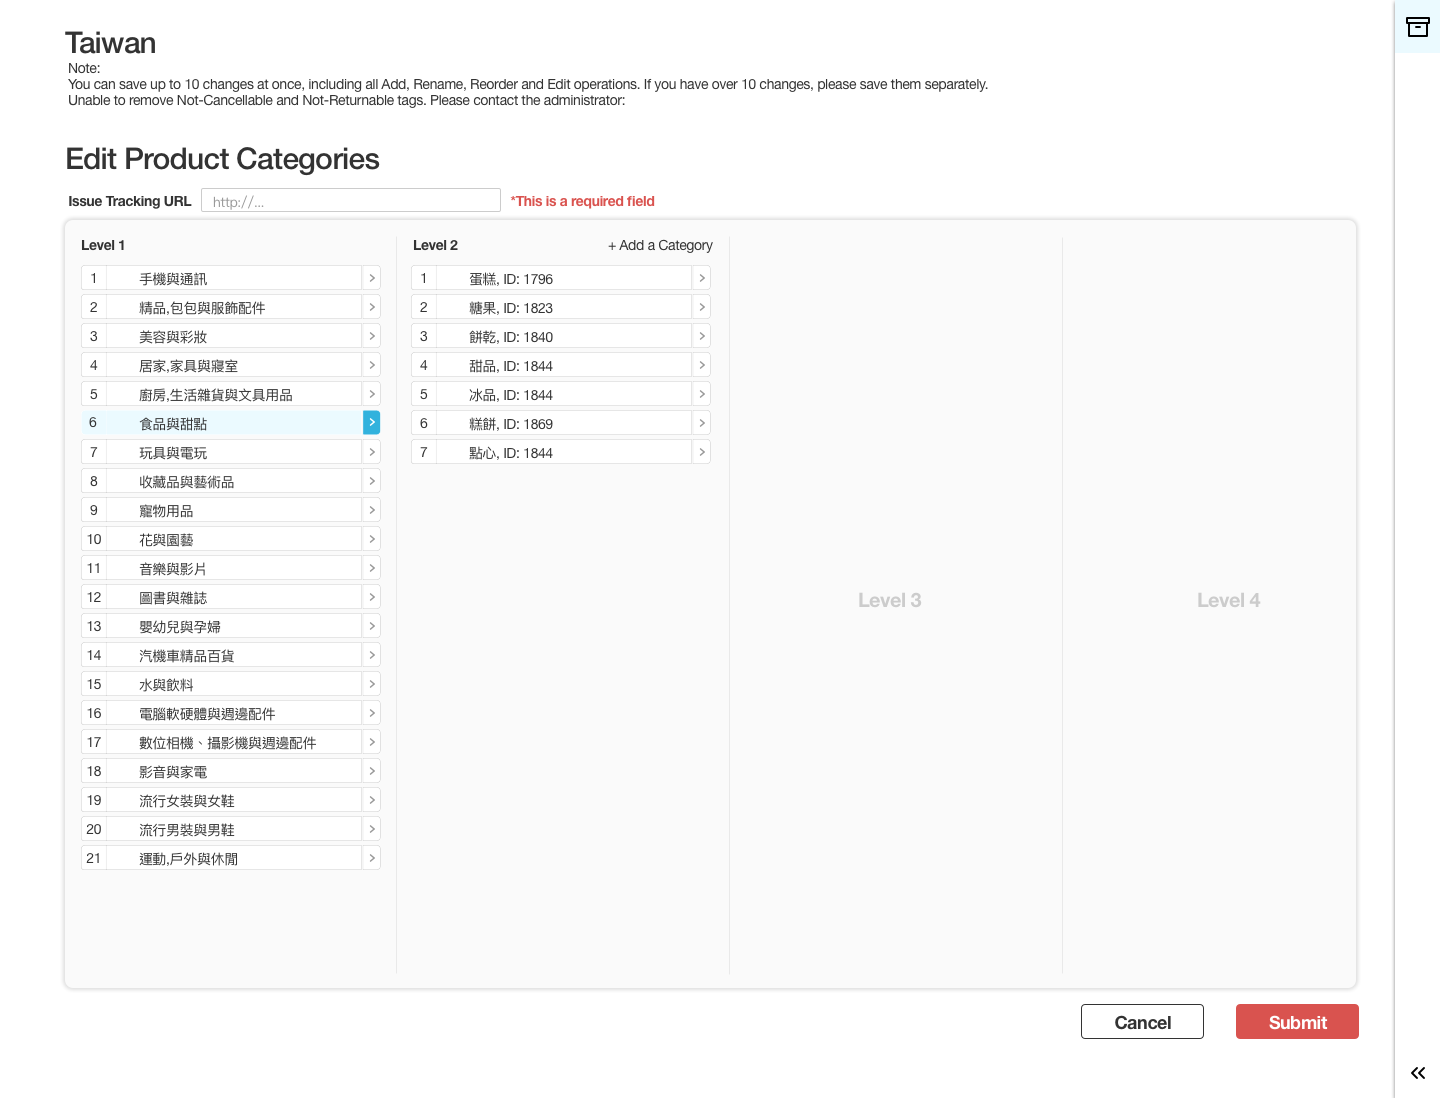 Taiwan
Note:
You can save up to 10 changes at once, including all Add, Rename, Reorder and Edit operations. If you have over 10 changes, please save them separately.
Unable to remove Not-Cancellable and Not-Returnable tags. Please contact the administrator:
Edit Product Categories
Issue Tracking URL http://... *This is a required field
Level 1
1 手機與通訊
2 精品,包包與服飾配件
3 美容與彩妝
4 居家,家具與寢室
5 廚房,生活雜貨與文具用品
6 食品與甜點
7 玩具與電玩
8 收藏品與藝術品
9 寵物用品
10 花與園藝
11 音樂與影片
12 圖書與雜誌
13 嬰幼兒與孕婦
14 汽機車精品百貨
15 水與飲料
16 電腦軟硬體與週邊配件
17 數位相機、攝影機與週邊配件
18 影音與家電
19 流行女裝與女鞋
20 流行男裝與男鞋
21 運動,戶外與休閒
Level 2 + Add a Category
1 蛋糕, ID: 1796
2 糖果, ID: 1823
3 餅乾, ID: 1840
4 甜品, ID: 1844
5 冰品, ID: 1844
6 糕餅, ID: 1869
7 點心, ID: 1844
Level 3
Level 4
Cancel Submit